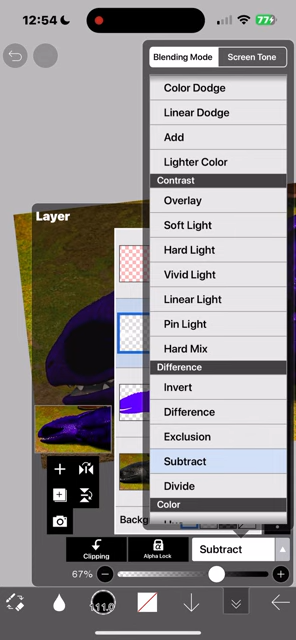 12:54
77
Blending Mode
Screen Tone
Color Dodge
Linear Dodge
Add
Lighter Color
Contrast
Overlay
Soft Light
Hard Light
Vivid Light
Linear Light
Pin Light
Hard Mix
Difference
Invert
Difference
Exclusion
Subtract
Divide
Color
Layer
Backg
Clipping
Alpha Lock
Subtract
67%
11.0